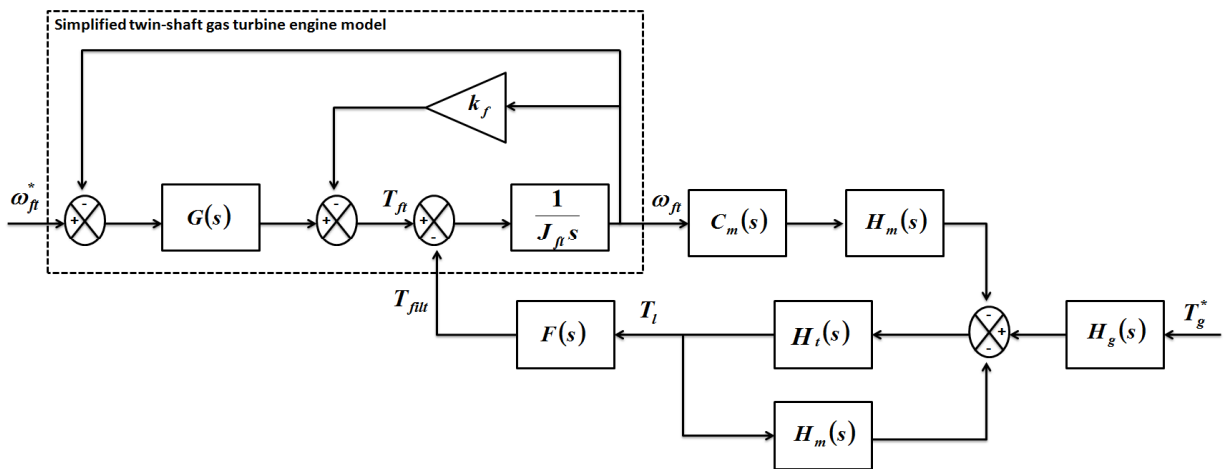 Simplified twin-shaft gas turbine engine model
k_f
ω*_ft
-
+
G(s)
-
+
T_ft
+
-
1
J_ft s
ω_ft
C_m(s)
H_m(s)
T_filt
F(s)
T_l
H_t(s)
-
+
-
H_g(s)
T*_g
H_m(s)